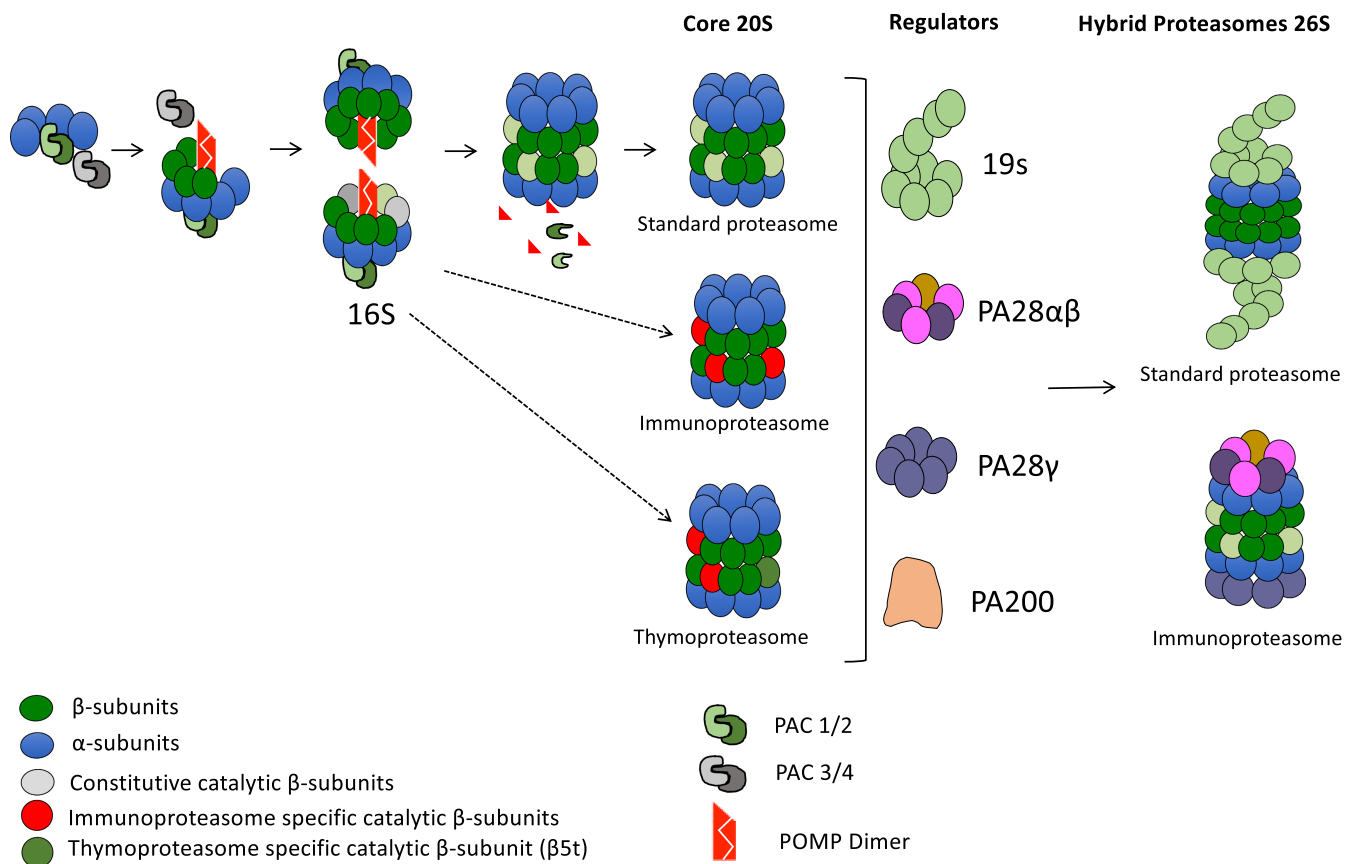 Core 20S
Regulators
Hybrid Proteasomes 26S
19s
Standard proteasome
16S
PA28αβ
Standard proteasome
Immunoproteasome
PA28γ
PA200
Thymoproteasome
Immunoproteasome
β-subunits
α-subunits
Constitutive catalytic β-subunits
Immunoproteasome specific catalytic β-subunits
Thymoproteasome specific catalytic β-subunit (β5t)
PAC 1/2
PAC 3/4
POMP Dimer